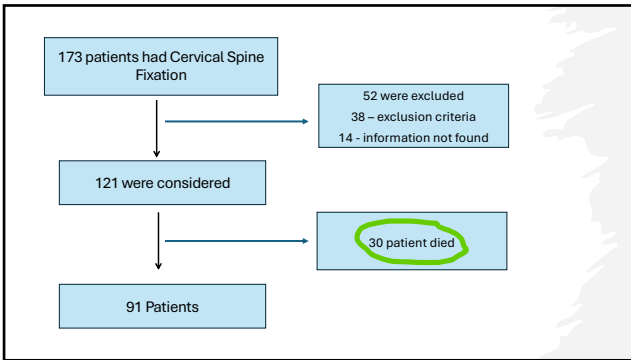 173 patients had Cervical Spine
Fixation
52 were excluded
38 – exclusion criteria
14 - information not found
121 were considered
30 patient died
91 Patients